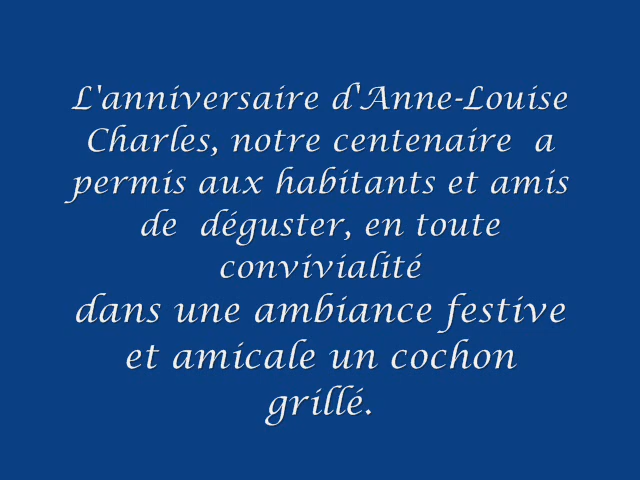 L'anniversaire d'Anne-Louise
Charles, notre centenaire  a
permis aux habitants et amis
de  déguster, en toute
convivialité
dans une ambiance festive
et amicale un cochon
grillé.